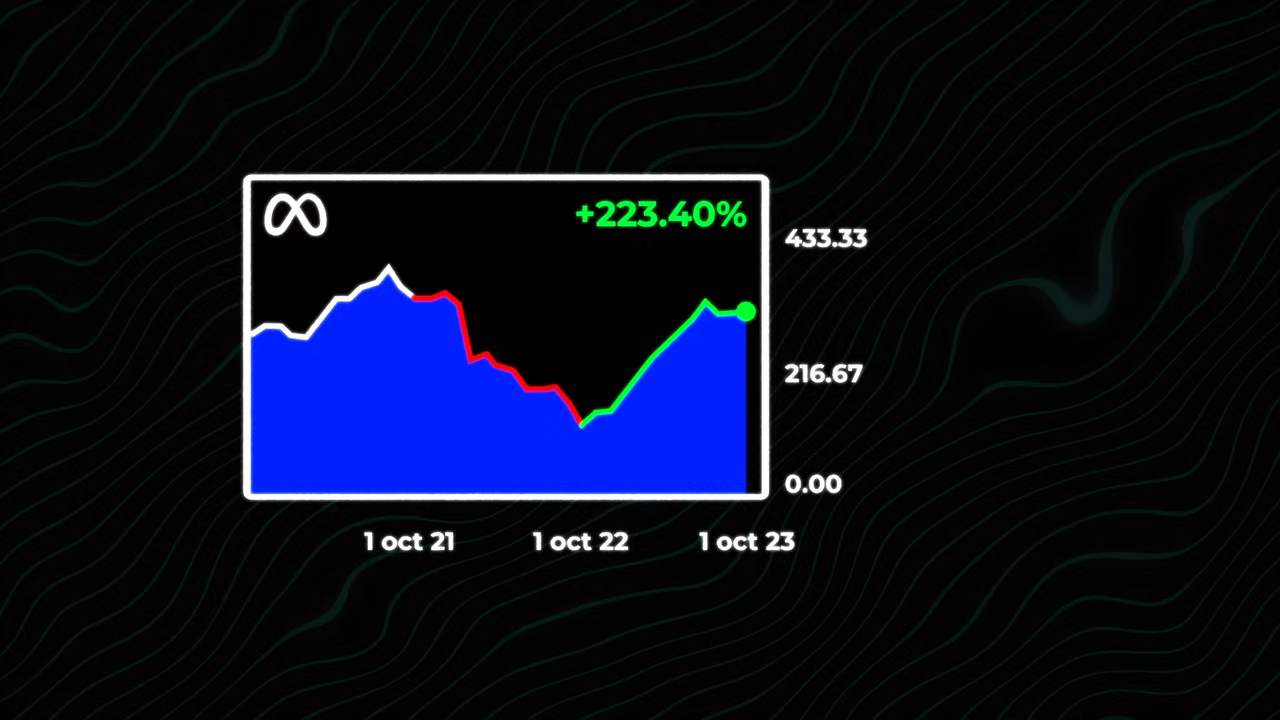 +223.40%
433.33
216.67
0.00
1 oct 21
1 oct 22
1 oct 23